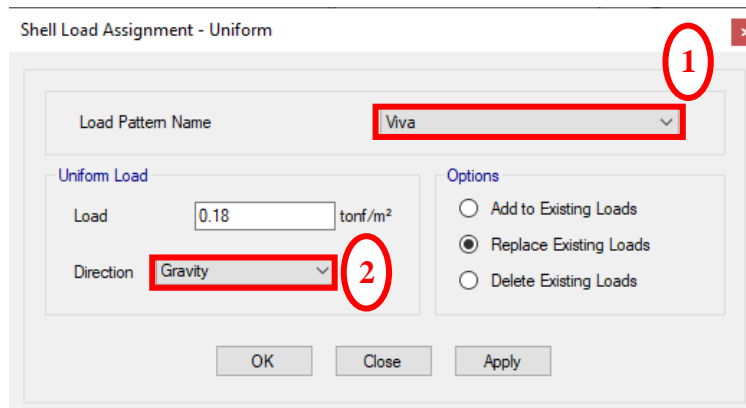 Shell Load Assignment - Uniform
1
Load Pattern Name Viva
Uniform Load
Options
Load 0.18 tonf/m²
Add to Existing Loads
Replace Existing Loads
Direction Gravity
2
Delete Existing Loads
OK Close Apply